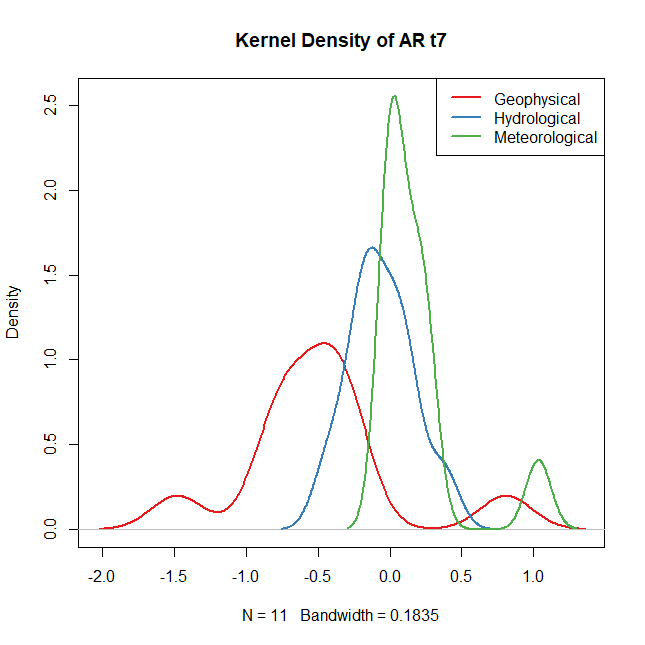 Kernel Density of AR t7
Geophysical
Hydrological
Meteorological
Density
2.5
2.0
1.5
1.0
0.5
0.0
-2.0 -1.5 -1.0 -0.5 0.0 0.5 1.0
N = 11 Bandwidth = 0.1835